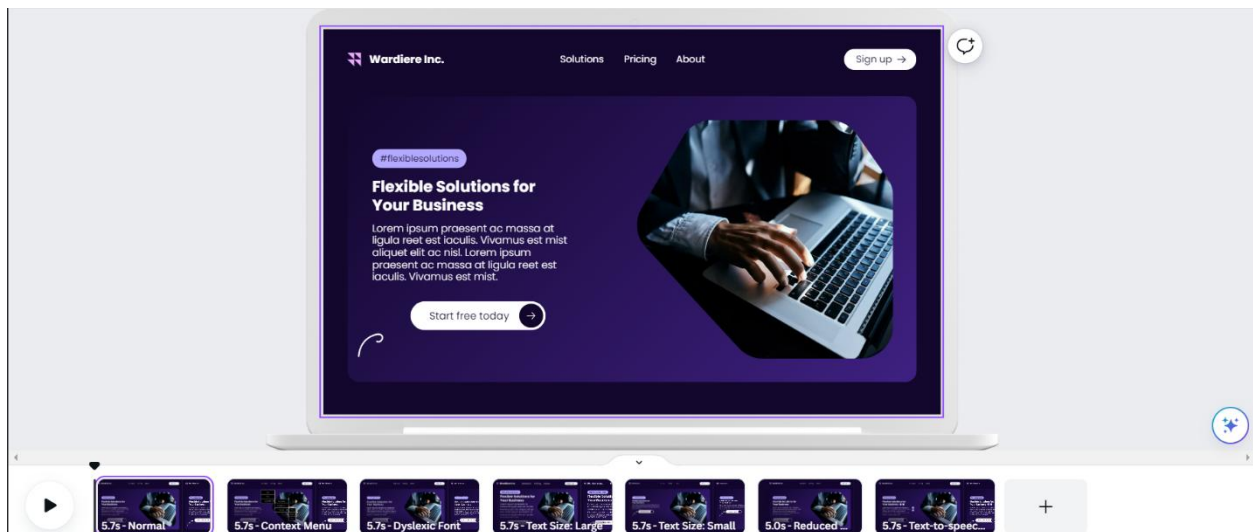 Wardiere Inc.
Solutions
Pricing
About
Sign up
#flexiblesolutions
Flexible Solutions for
Your Business
Lorem ipsum praesent ac massa at
ligula reet est iaculis. Vivamus est mist
aliquet elit ac nisl. Lorem ipsum
praesent ac massa at ligula reet est
iaculis. Vivamus est mist.
Start free today
5.7s - Normal
5.7s - Context Menu
5.7s - Dyslexic Font
5.7s - Text Size: Large
5.7s - Text Size: Small
5.0s - Reduced ...
5.7s - Text-to-speec...